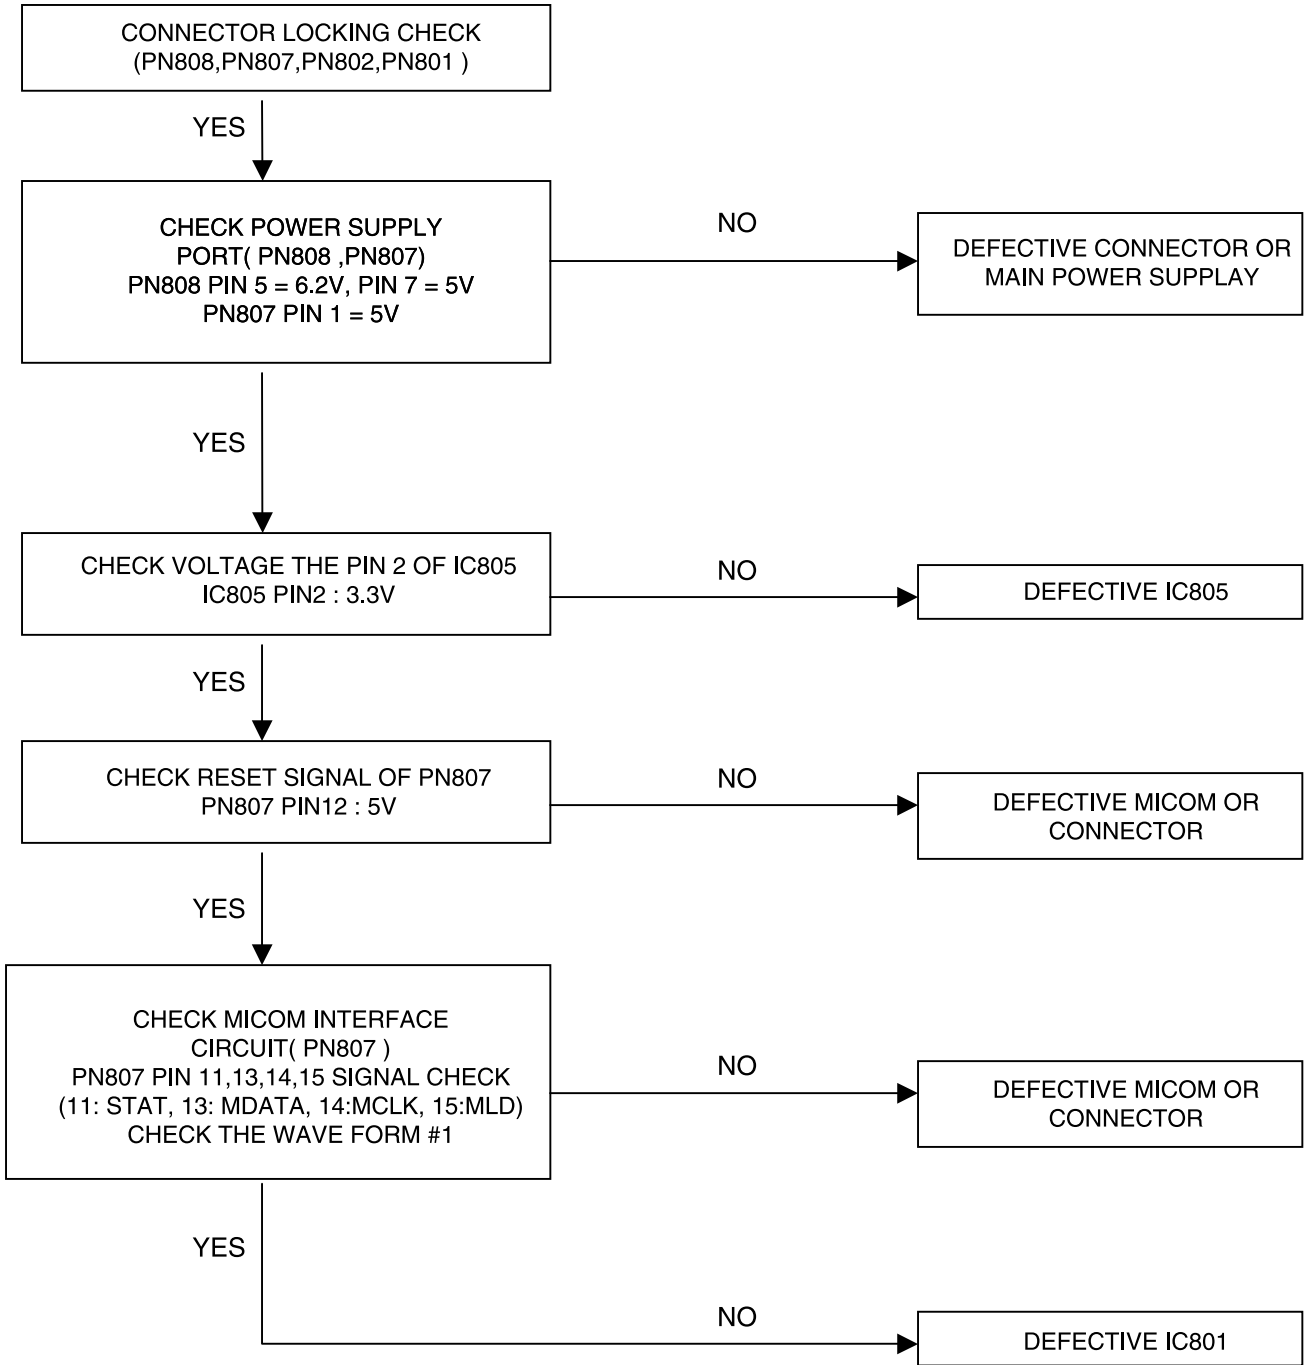 CONNECTOR LOCKING CHECK
(PN808,PN807,PN802,PN801 )
YES
CHECK POWER SUPPLY
PORT( PN808 ,PN807)
PN808 PIN 5 = 6.2V, PIN 7 = 5V
PN807 PIN 1 = 5V
NO
DEFECTIVE CONNECTOR OR
MAIN POWER SUPPLAY
YES
CHECK VOLTAGE THE PIN 2 OF IC805
IC805 PIN2 : 3.3V
NO
DEFECTIVE IC805
YES
CHECK RESET SIGNAL OF PN807
PN807 PIN12 : 5V
NO
DEFECTIVE MICOM OR
CONNECTOR
YES
CHECK MICOM INTERFACE
CIRCUIT( PN807 )
PN807 PIN 11,13,14,15 SIGNAL CHECK
(11: STAT, 13: MDATA, 14:MCLK, 15:MLD)
CHECK THE WAVE FORM #1
NO
DEFECTIVE MICOM OR
CONNECTOR
YES
NO
DEFECTIVE IC801